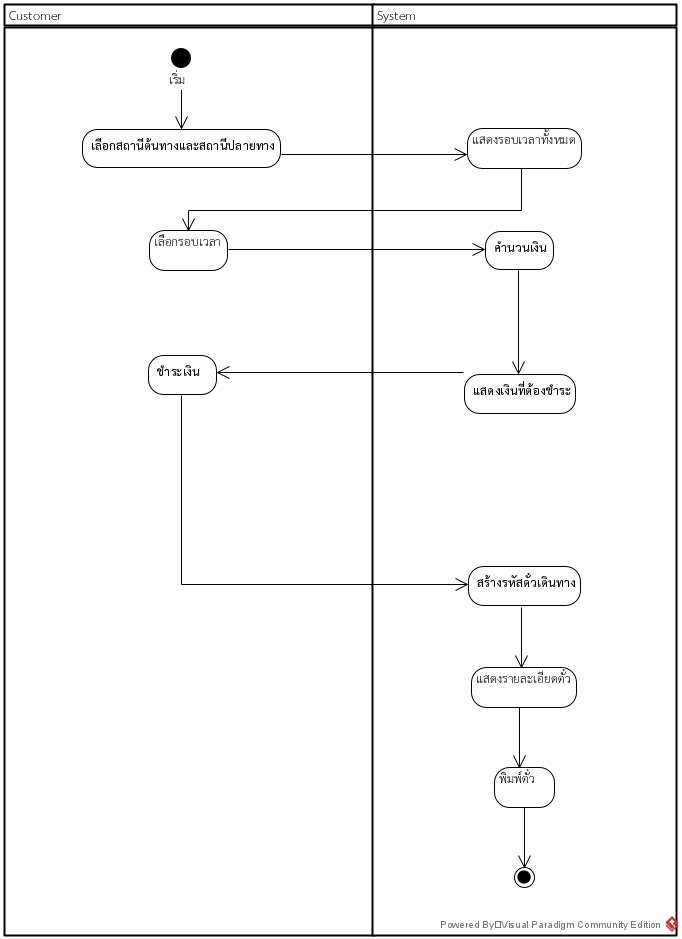 Customer
System
เริ่ม
เลือกสถานีต้นทางและสถานีปลายทาง
แสดงรอบเวลาทั้งหมด
เลือกรอบเวลา
คำนวนเงิน
ชำระเงิน
แสดงเงินที่ต้องชำระ
สร้างรหัสตั๋วเดินทาง
แสดงรายละเอียดตั๋ว
พิมพ์ตั๋ว
Powered By□Visual Paradigm Community Edition